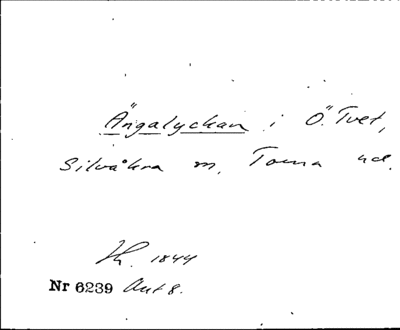 Ängalyckan i Ö. Tvet,
Silvåkra m, Torna hd.
1844
Nr 6239 Akt 8.